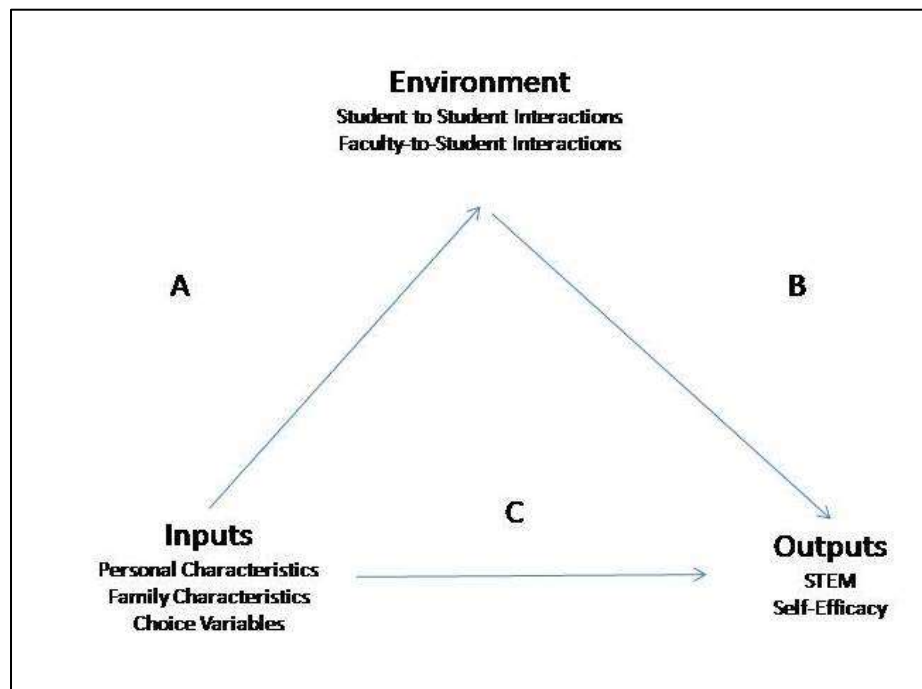 Environment
Student to Student Interactions
Faculty-to-Student Interactions
A
B
C
Inputs
Personal Characteristics
Family Characteristics
Choice Variables
Outputs
STEM
Self-Efficacy